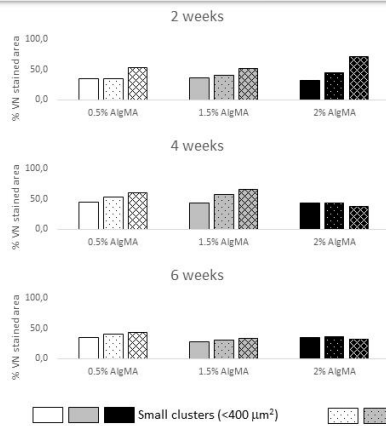 2 weeks
% VN stained area
100,0
50,0
0,0
0.5% AlgMA 1.5% AlgMA 2% AlgMA
4 weeks
% VN stained area
100,0
50,0
0,0
0.5% AlgMA 1.5% AlgMA 2% AlgMA
6 weeks
% VN stained area
100,0
50,0
0,0
0.5% AlgMA 1.5% AlgMA 2% AlgMA
Small clusters (<400 µm²)